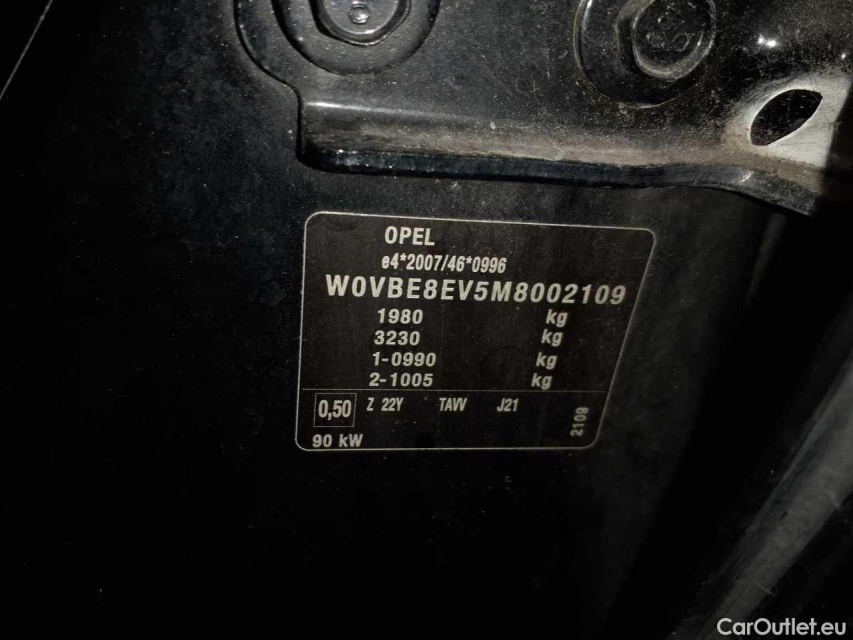 OPEL
e4*2007/46*0996
W0VBE8EV5M8002109
1980 kg
3230 kg
1-0990 kg
2-1005 kg
0,50 Z 22Y TAVV J21 2109
90 kW
CarOutlet.eu